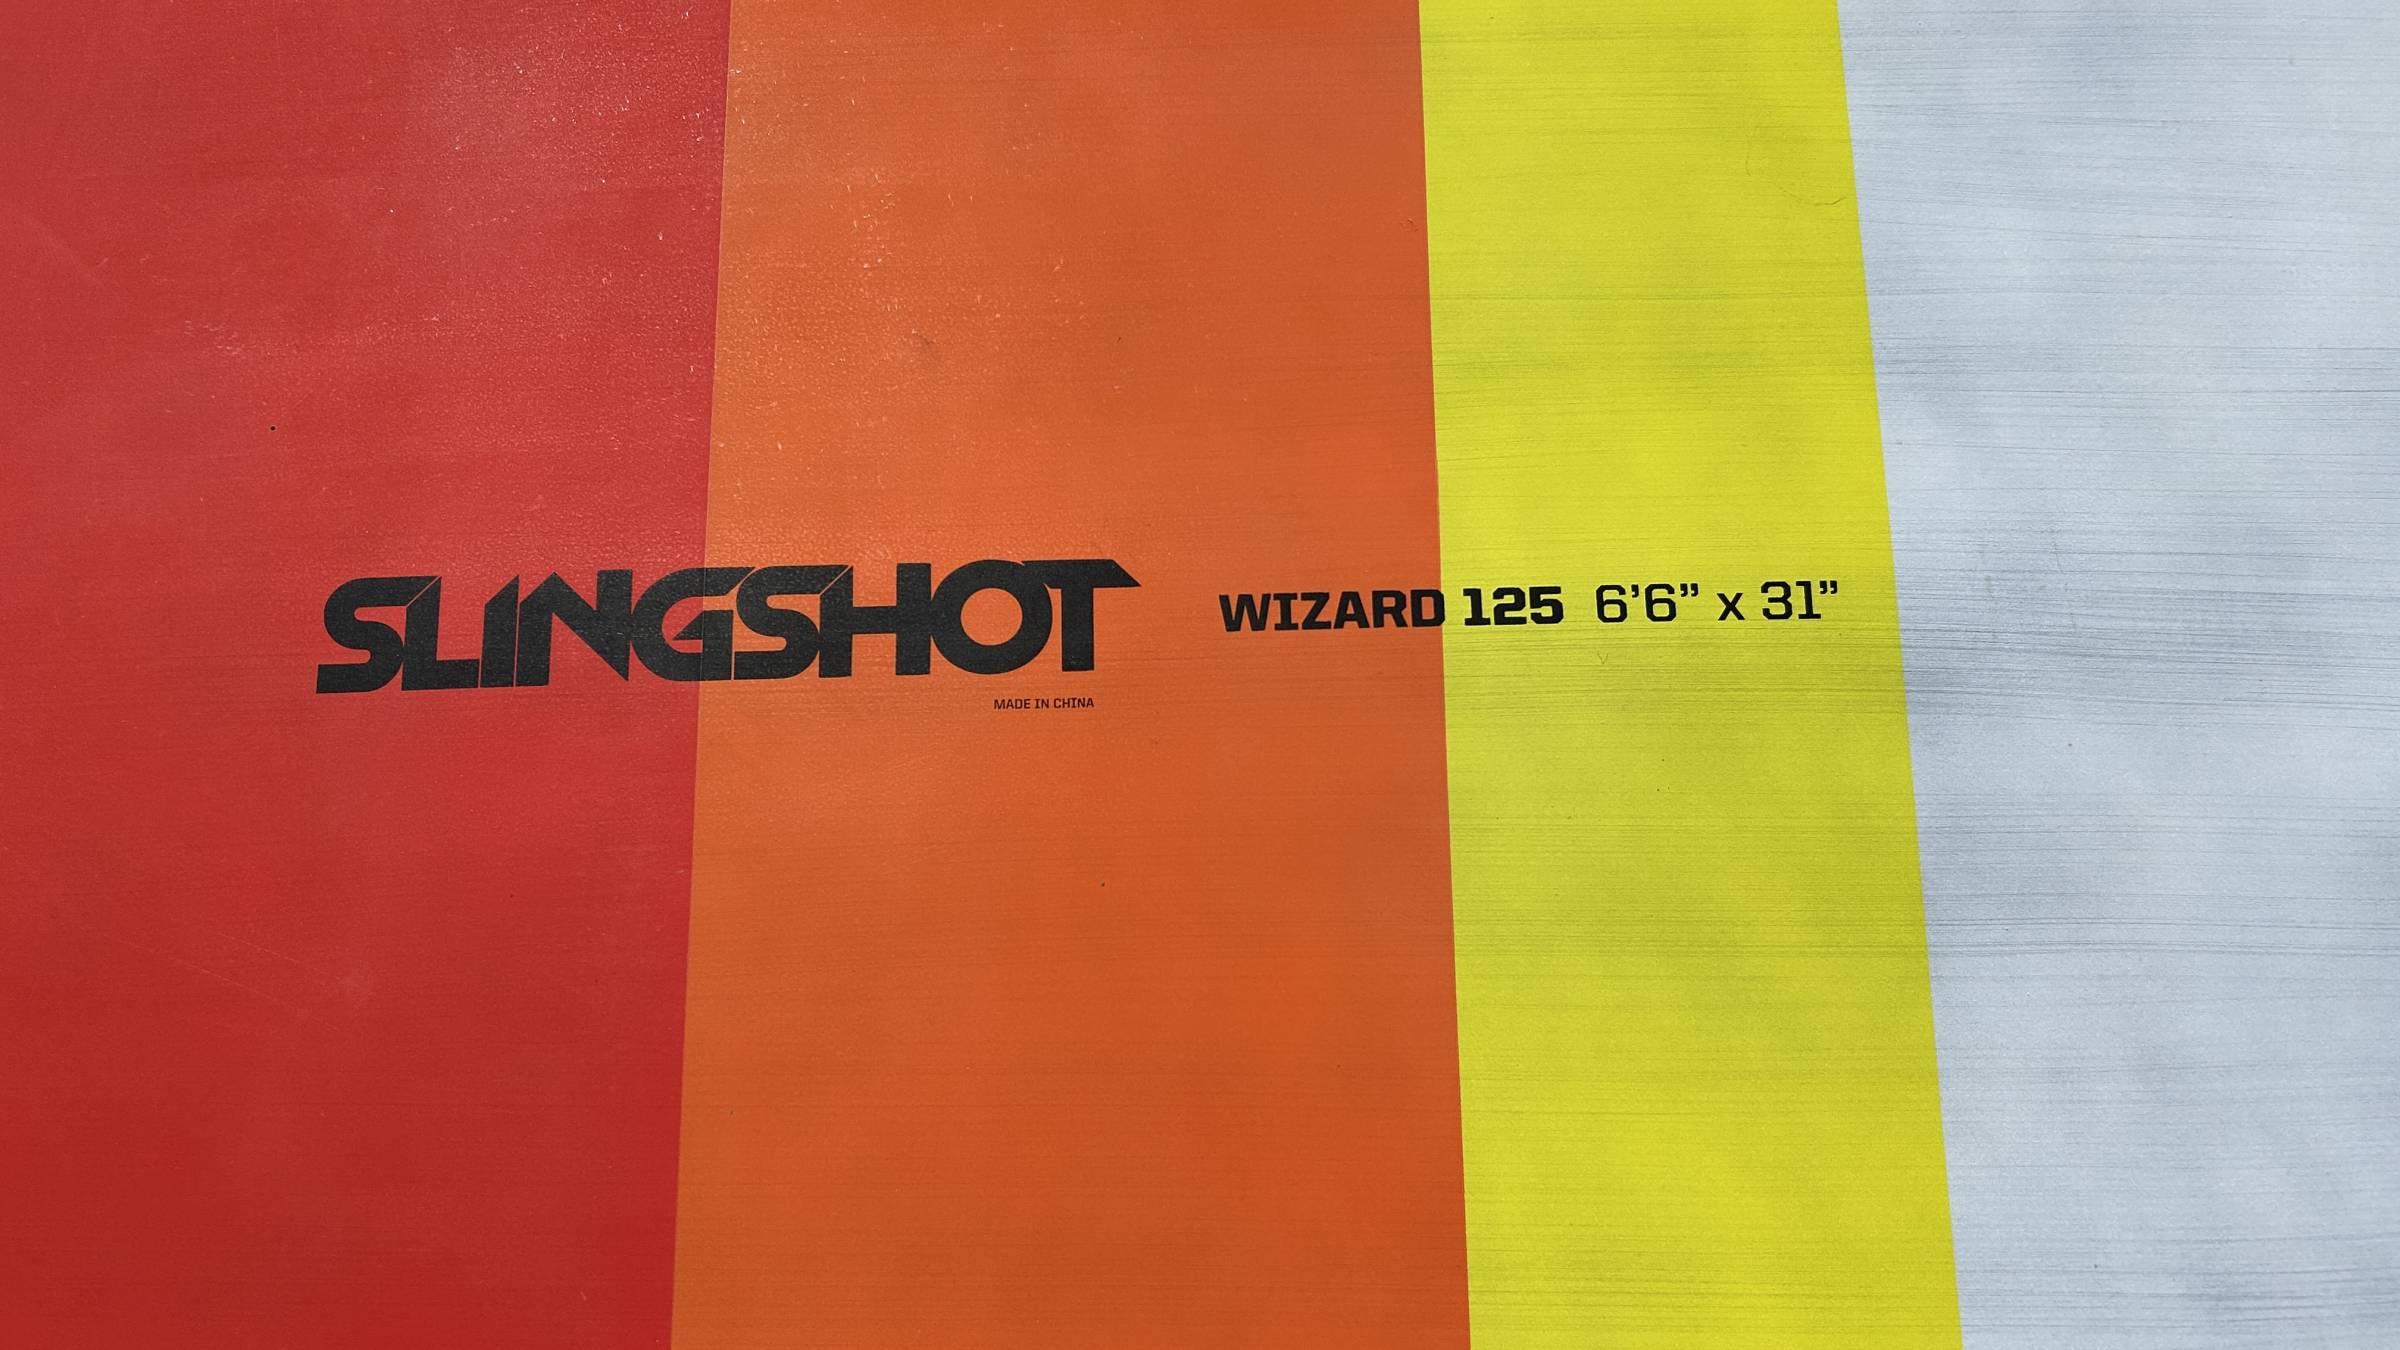 SLINGSHOT
MADE IN CHINA
WIZARD 125 6’6” x 31”